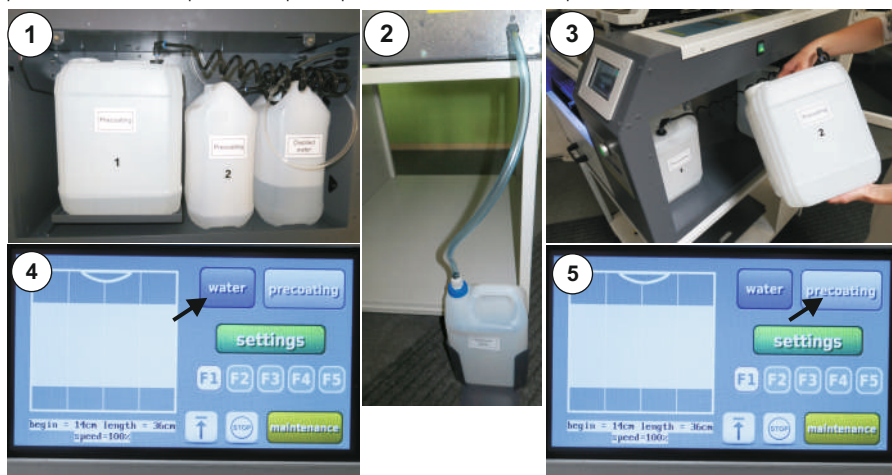 1
Precoating
1
Precoating
2
Distilled
water
2
3
Precoating
2
4
water
precoating
settings
F1 F2 F3 F4 F5
begin = 14cm length = 36cm
speed=100%
STOP
maintenance
5
water
precoating
settings
F1 F2 F3 F4 F5
begin = 14cm length = 36cm
speed=100%
STOP
maintenance